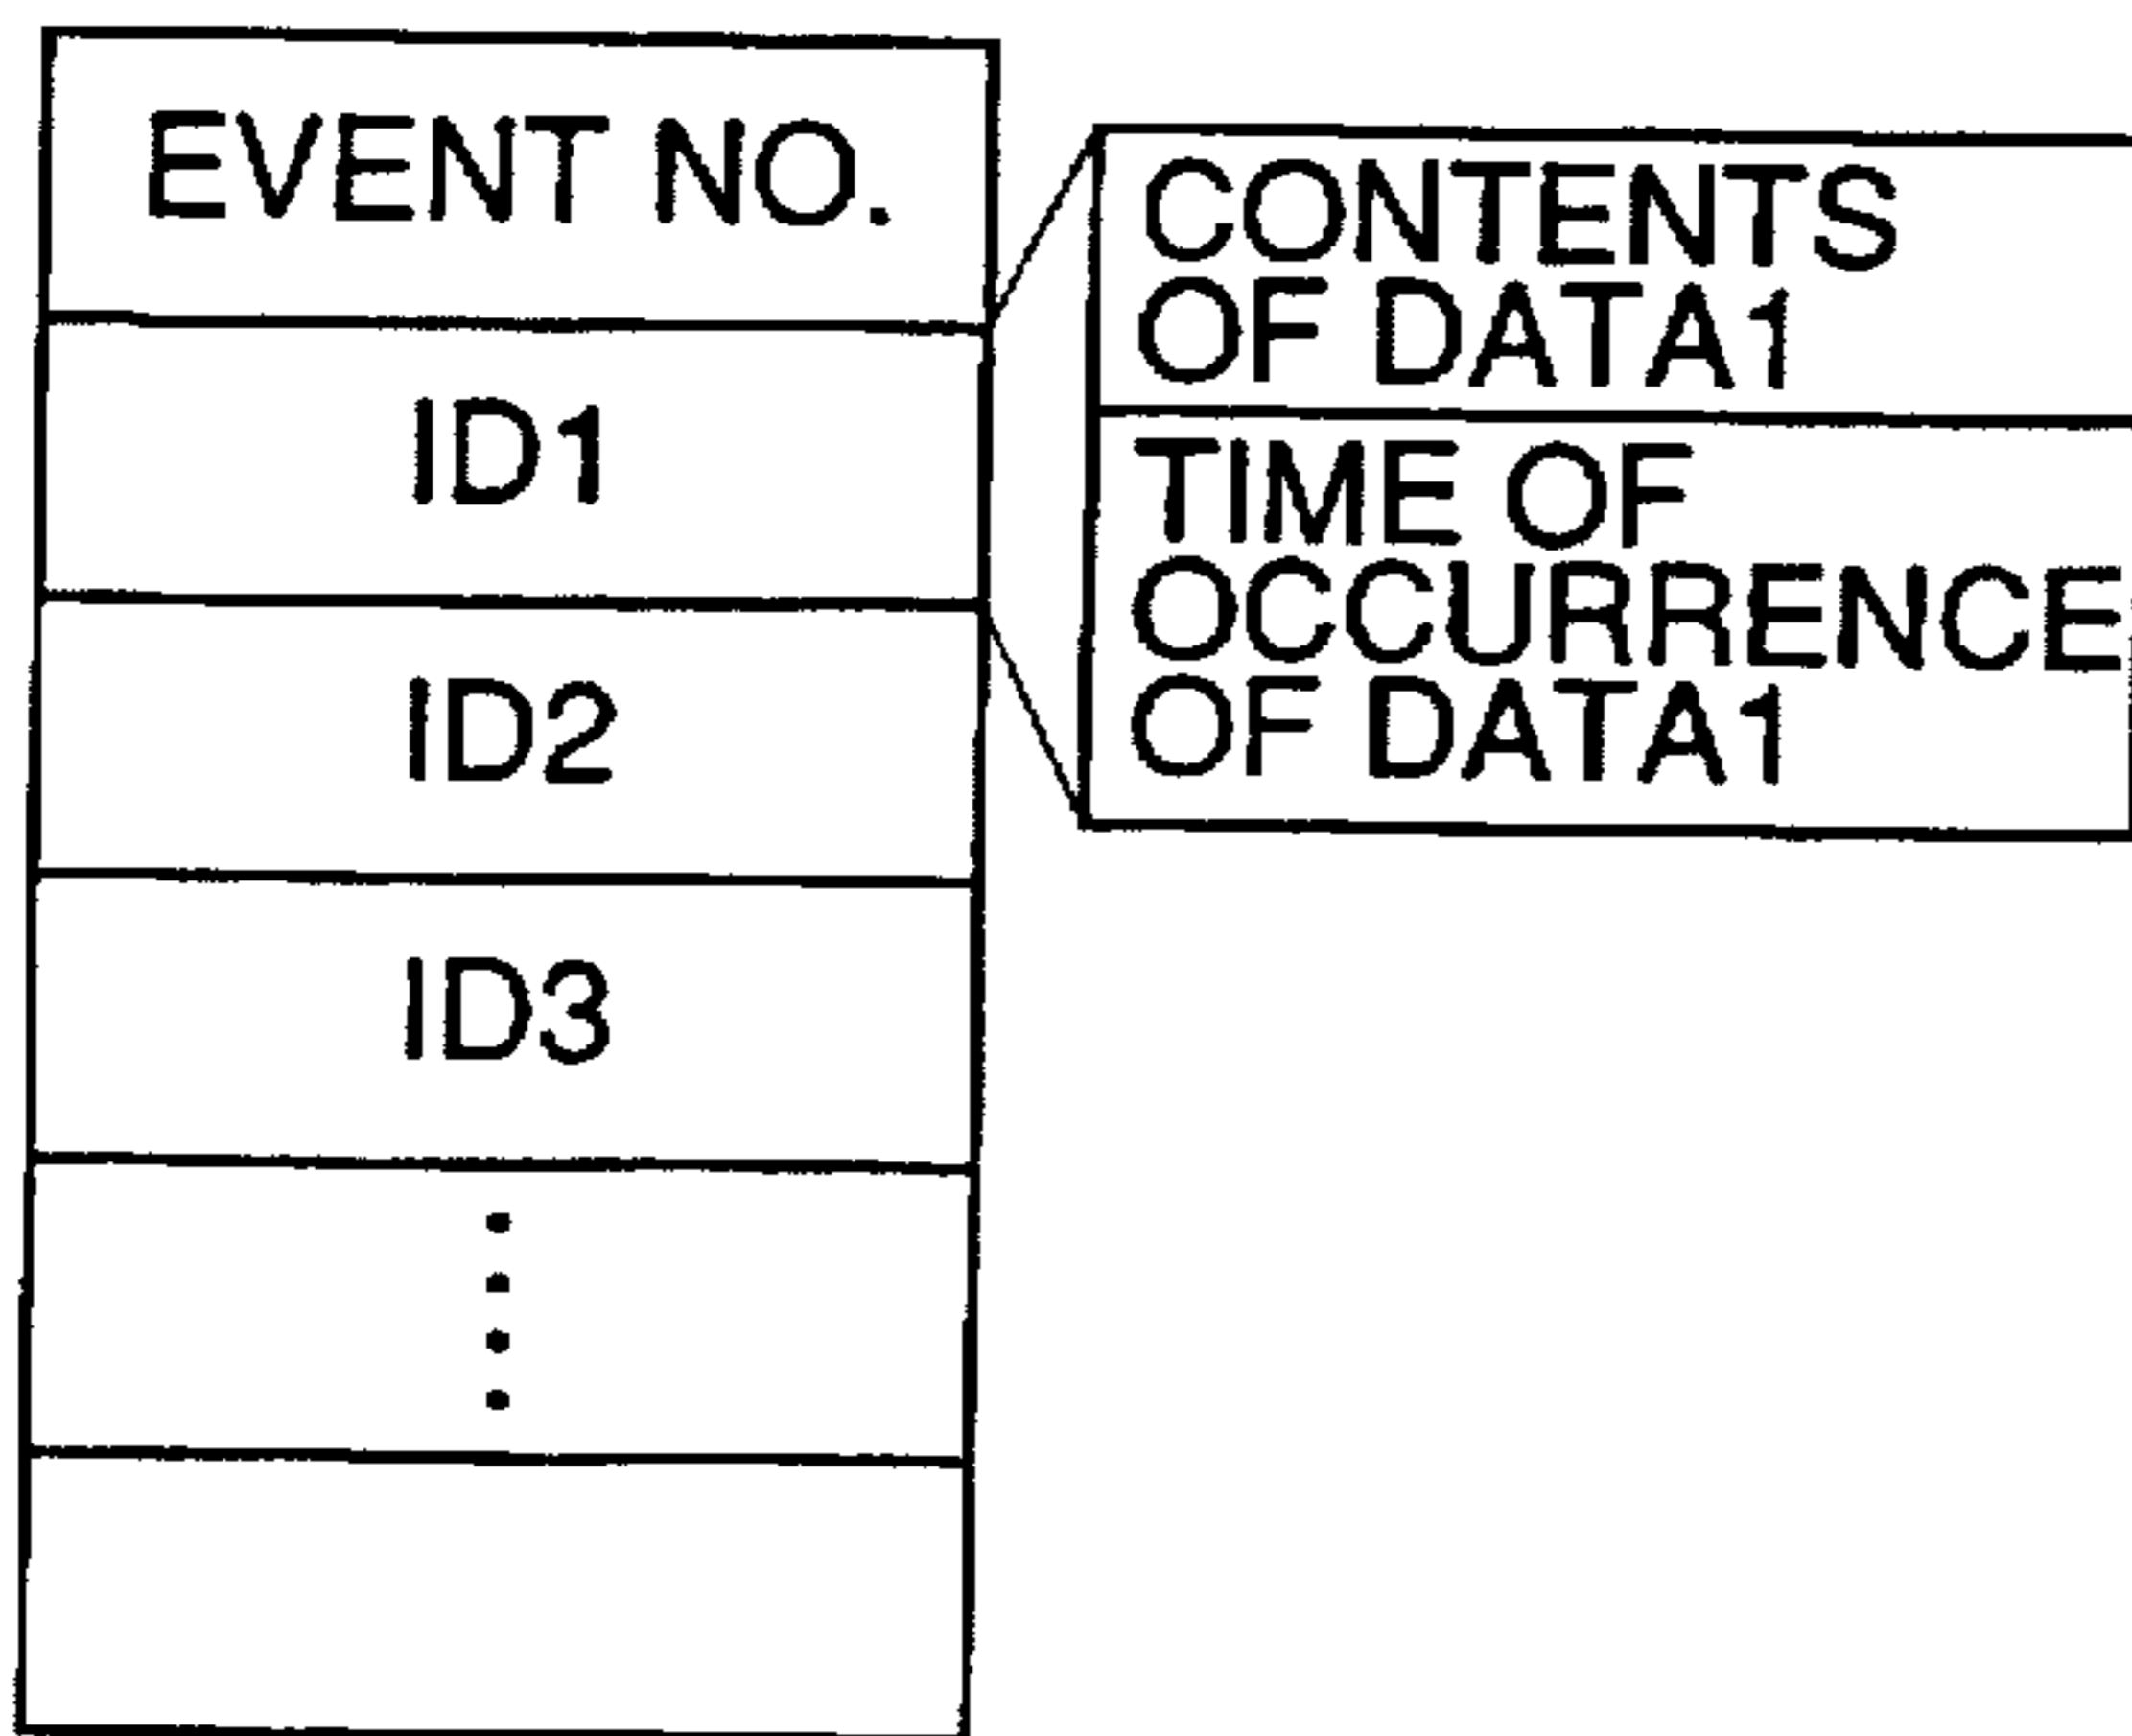 EVENT NO.
ID1
ID2
ID3
CONTENTS
OF DATA1
TIME OF
OCCURRENCE
OF DATA1